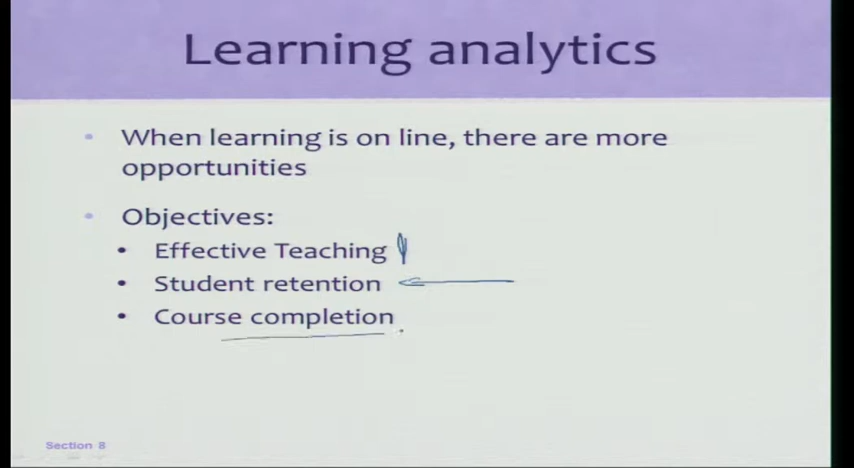 Learning analytics
• When learning is on line, there are more
opportunities
• Objectives:
• Effective Teaching
• Student retention
• Course completion
Section 8